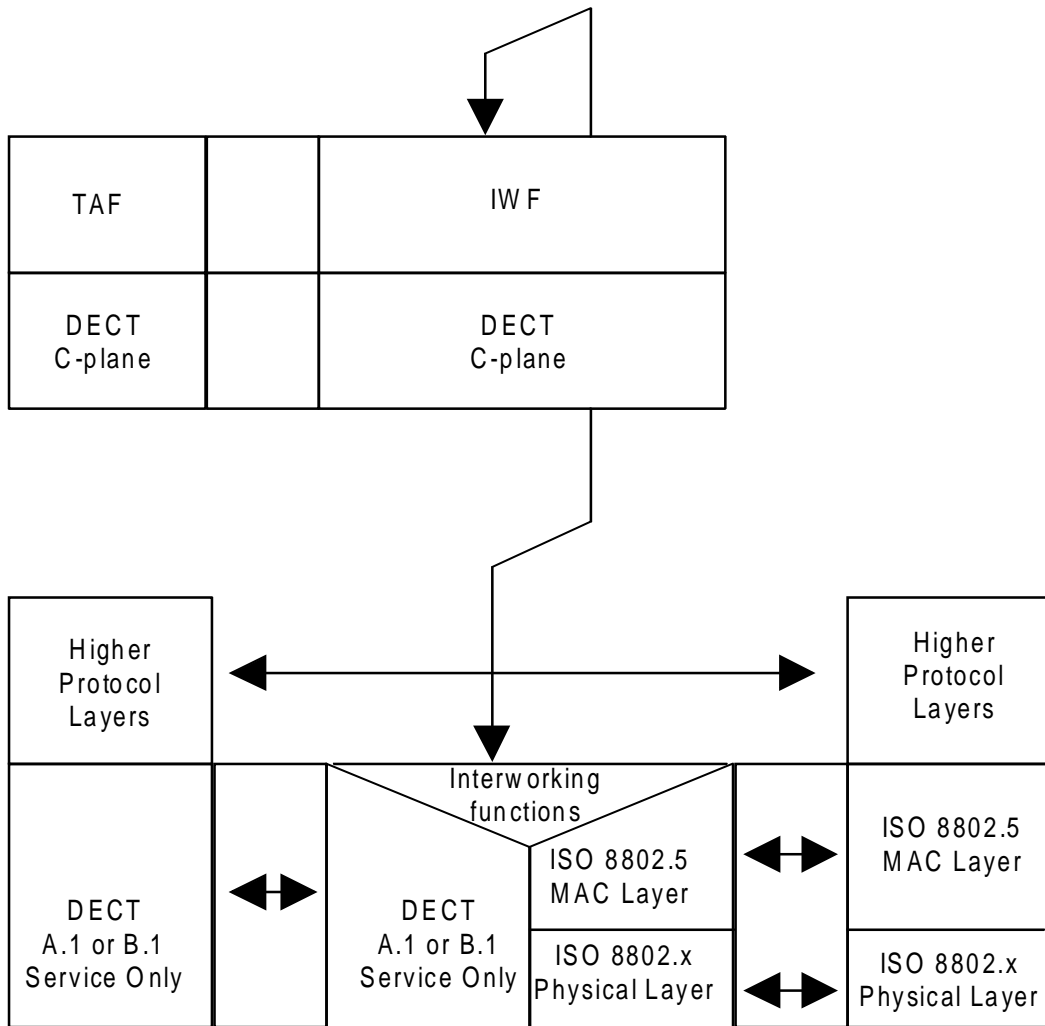 TAF
IWF
DECT
C-plane
DECT
C-plane
Higher
Protocol
Layers
Higher
Protocol
Layers
Interworking
functions
ISO 8802.5
MAC Layer
ISO 8802.5
MAC Layer
DECT
A.1 or B.1
Service Only
DECT
A.1 or B.1
Service Only
ISO 8802.x
Physical Layer
ISO 8802.x
Physical Layer